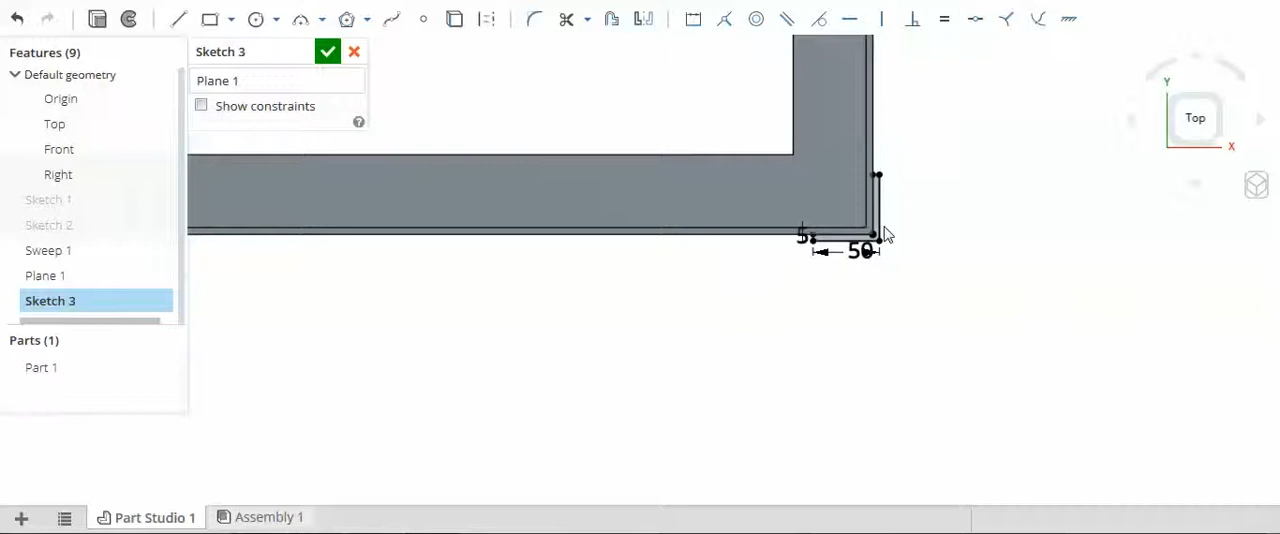 Features (9)
Default geometry
Origin
Top
Front
Right
Sketch 1
Sketch 2
Sweep 1
Plane 1
Sketch 3
Parts (1)
Part 1
Sketch 3
Plane 1
Show constraints
5
50
Y
Top
X
Part Studio 1
Assembly 1